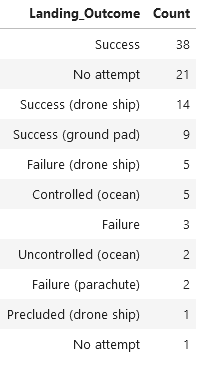 Landing_Outcome Count
Success 38
No attempt 21
Success (drone ship) 14
Success (ground pad) 9
Failure (drone ship) 5
Controlled (ocean) 5
Failure 3
Uncontrolled (ocean) 2
Failure (parachute) 2
Precluded (drone ship) 1
No attempt 1